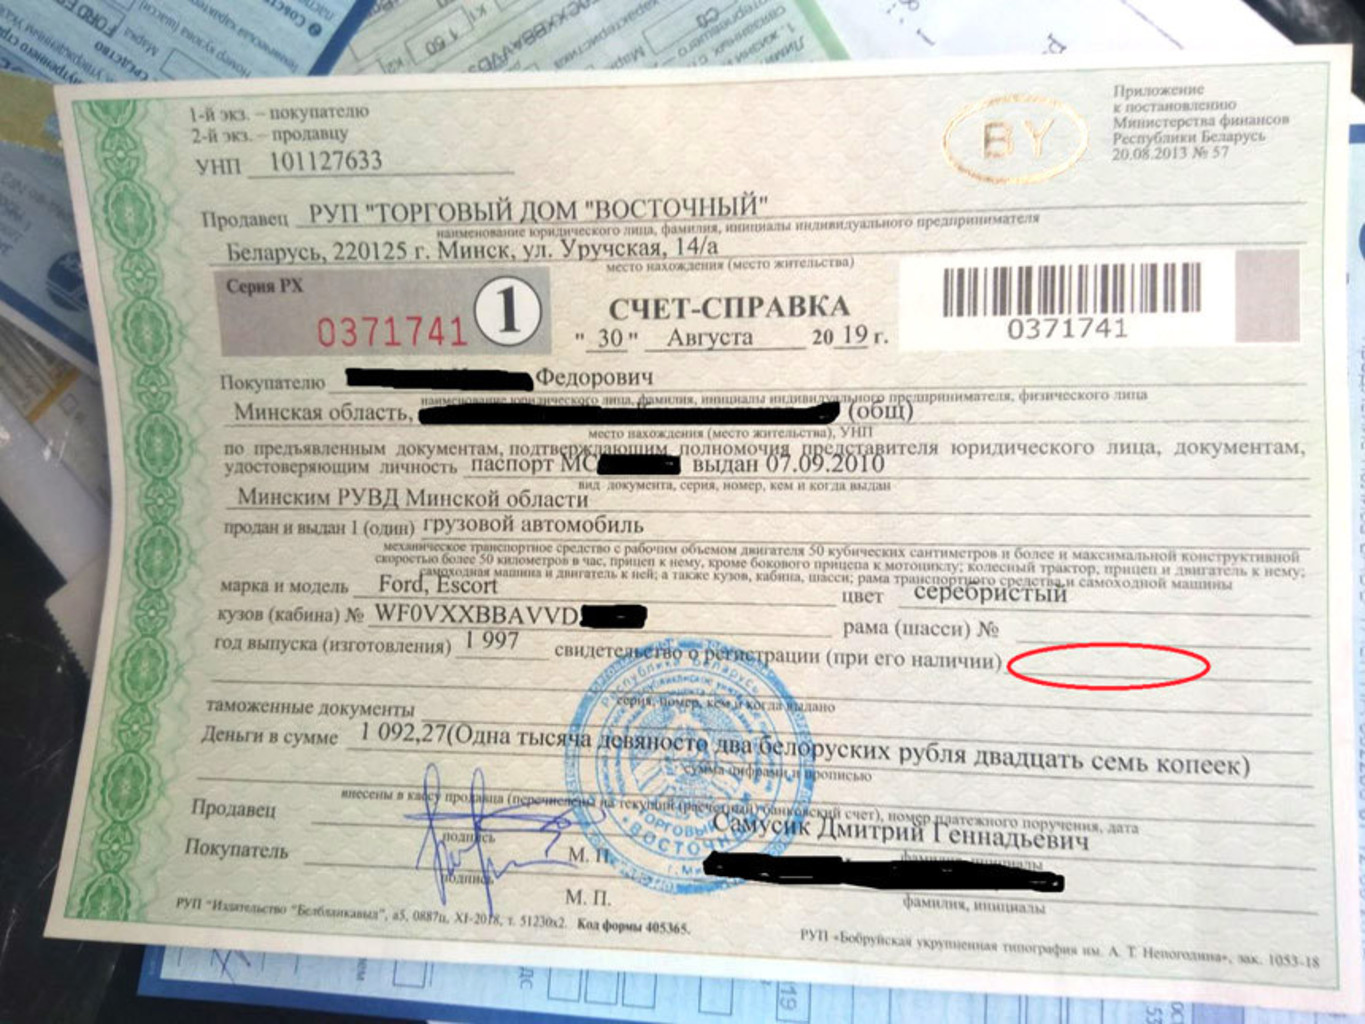 1-й экз. – покупателю
2-й экз. – продавцу
УНП 101127633
BY
Приложение
к постановлению
Министерства финансов
Республики Беларусь
20.08.2013 № 57
Продавец РУП "ТОРГОВЫЙ ДОМ "ВОСТОЧНЫЙ"
наименование юридического лица, фамилия, инициалы индивидуального предпринимателя
Беларусь, 220125 г. Минск, ул. Уручская, 14/а
место нахождения (место жительства)
Серия РХ
0371741 1
СЧЕТ-СПРАВКА
" 30 " Августа 20 19 г.
0371741
Покупателю Федорович
наименование юридического лица, фамилия, инициалы индивидуального предпринимателя, физического лица
Минская область, (общ)
место нахождения (место жительства), УНП
по предъявленным документам, подтверждающим полномочия представителя юридического лица, документам,
удостоверяющим личность паспорт МС выдан 07.09.2010
вид документа, серия, номер, кем и когда выдан
Минским РУВД Минской области
продан и выдан 1 (один) грузовой автомобиль
механическое транспортное средство с рабочим объемом двигателя 50 кубических сантиметров и более и максимальной конструктивной
скоростью более 50 километров в час, прицеп к нему, кроме бокового прицепа к мотоциклу; колесный трактор, прицеп и двигатель к нему;
самоходная машина и двигатель к ней; а также кузов, кабина, шасси; рама транспортного средства и самоходной машины
марка и модель Ford, Escort цвет серебристый
кузов (кабина) № WF0VXXBBAVVD рама (шасси) №
год выпуска (изготовления) 1 997 свидетельство о регистрации (при его наличии)
серия, номер, кем и когда выдано
таможенные документы
Деньги в сумме 1 092,27(Одна тысяча девяносто два белоруских рубля двадцать семь копеек)
сумма цифрами и прописью
внесены в кассу продавца (перечислена на текущий (расчетный) банковский счет), номер платежного поручения, дата
Продавец Самусик Дмитрий Геннадьевич
подпись М. П. фамилия, инициалы
Покупатель
подпись М. П. фамилия, инициалы
РУП "Издательство "Белбланкавыд", а5, 0887ц, XI-2018, т. 51230х2. Код формы 405365.
РУП «Бобруйская укрупненная типография им. А. Т. Непогодина», зак. 1053-18